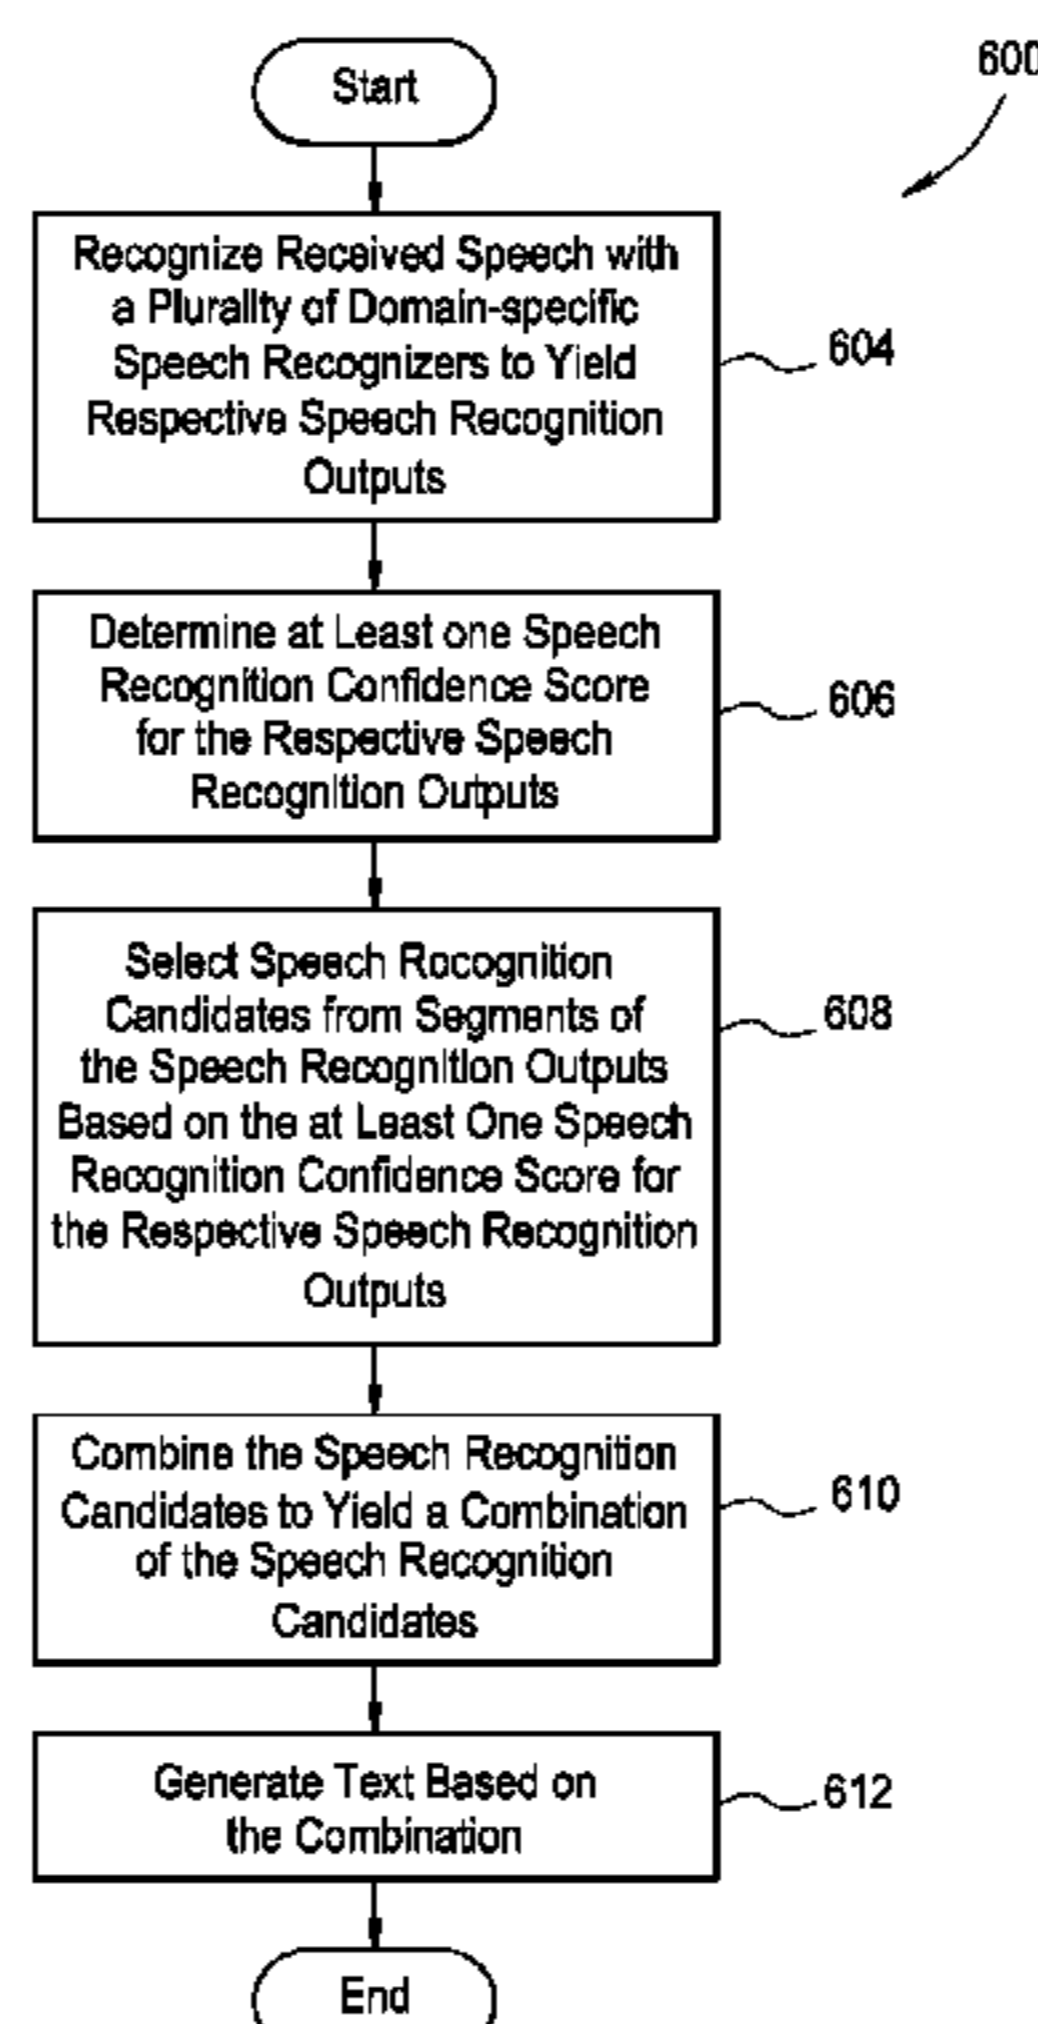 Start
600
Recognize Received Speech with
a Plurality of Domain-specific
Speech Recognizers to Yield
Respective Speech Recognition
Outputs
604
Determine at Least one Speech
Recognition Confidence Score
for the Respective Speech
Recognition Outputs
606
Select Speech Rocognition
Candidates from Segments of
the Speech Recognition Outputs
Based on the at Least One Speech
Recognition Confidence Score for
the Respective Speech Recognition
Outputs
608
Combine the Speech Recognition
Candidates to Yield a Combination
of the Speech Recognition
Candidates
610
Generate Text Based on
the Combination
612
End